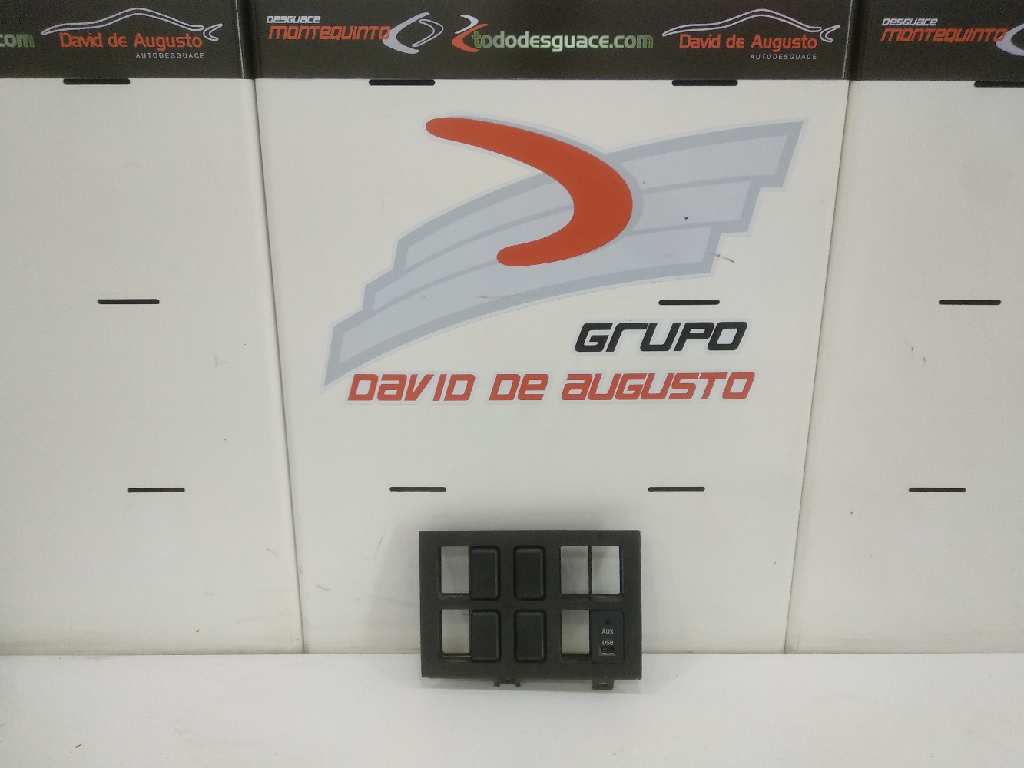 .com
David de Augusto
AUTODESGUACE
DESGUACE
MONTEQUINTO
tododesguace.com
David de Augusto
AUTODESGUACE
DESGUACE
MONTEQUINTO
GRUPO
DAVID DE AUGUSTO
AUX
USB